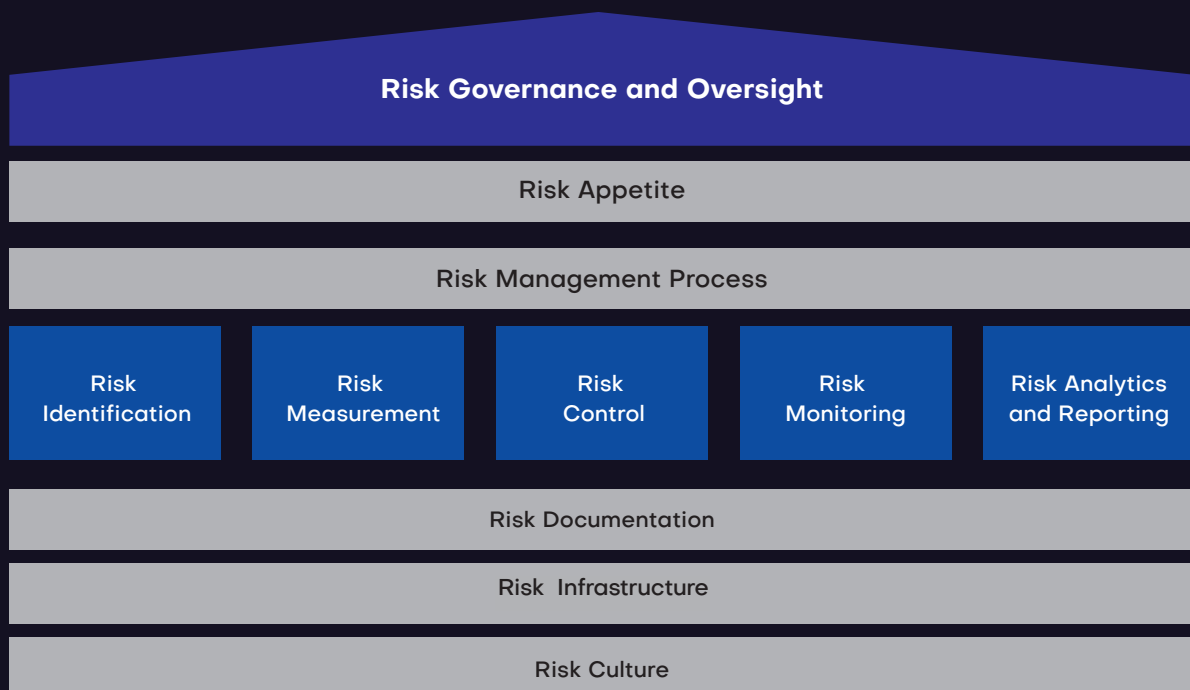 Risk Governance and Oversight
Risk Appetite
Risk Management Process
Risk
Identification
Risk
Measurement
Risk
Control
Risk
Monitoring
Risk Analytics
and Reporting
Risk Documentation
Risk Infrastructure
Risk Culture